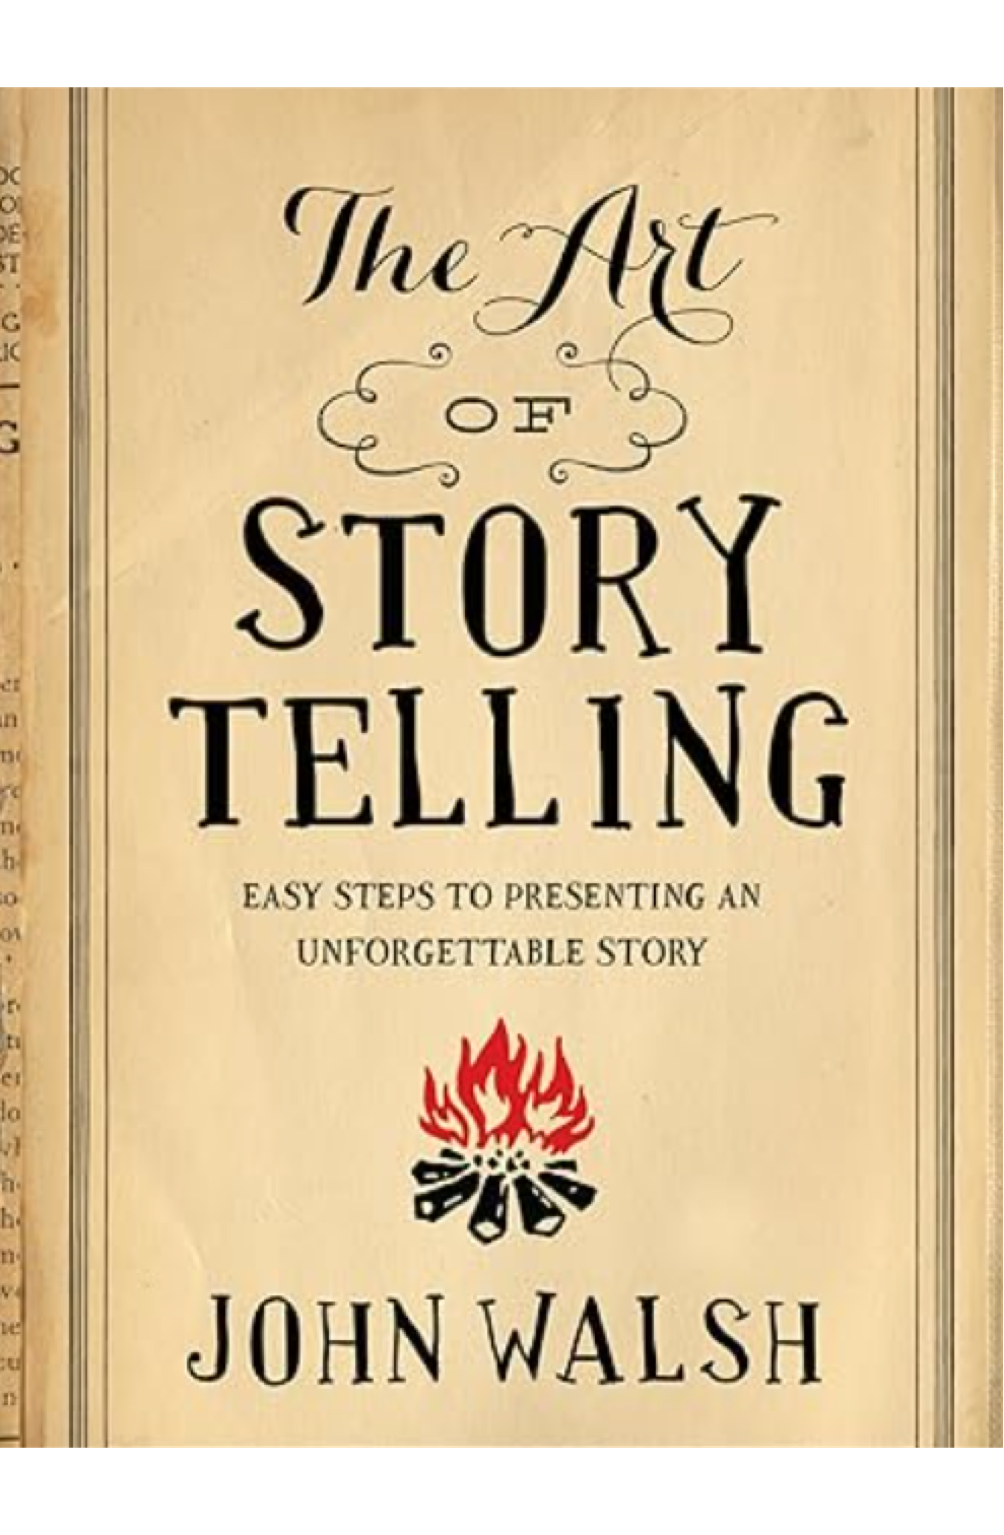 The Art
OF
STORY
TELLING
EASY STEPS TO PRESENTING AN
UNFORGETTABLE STORY
JOHN WALSH